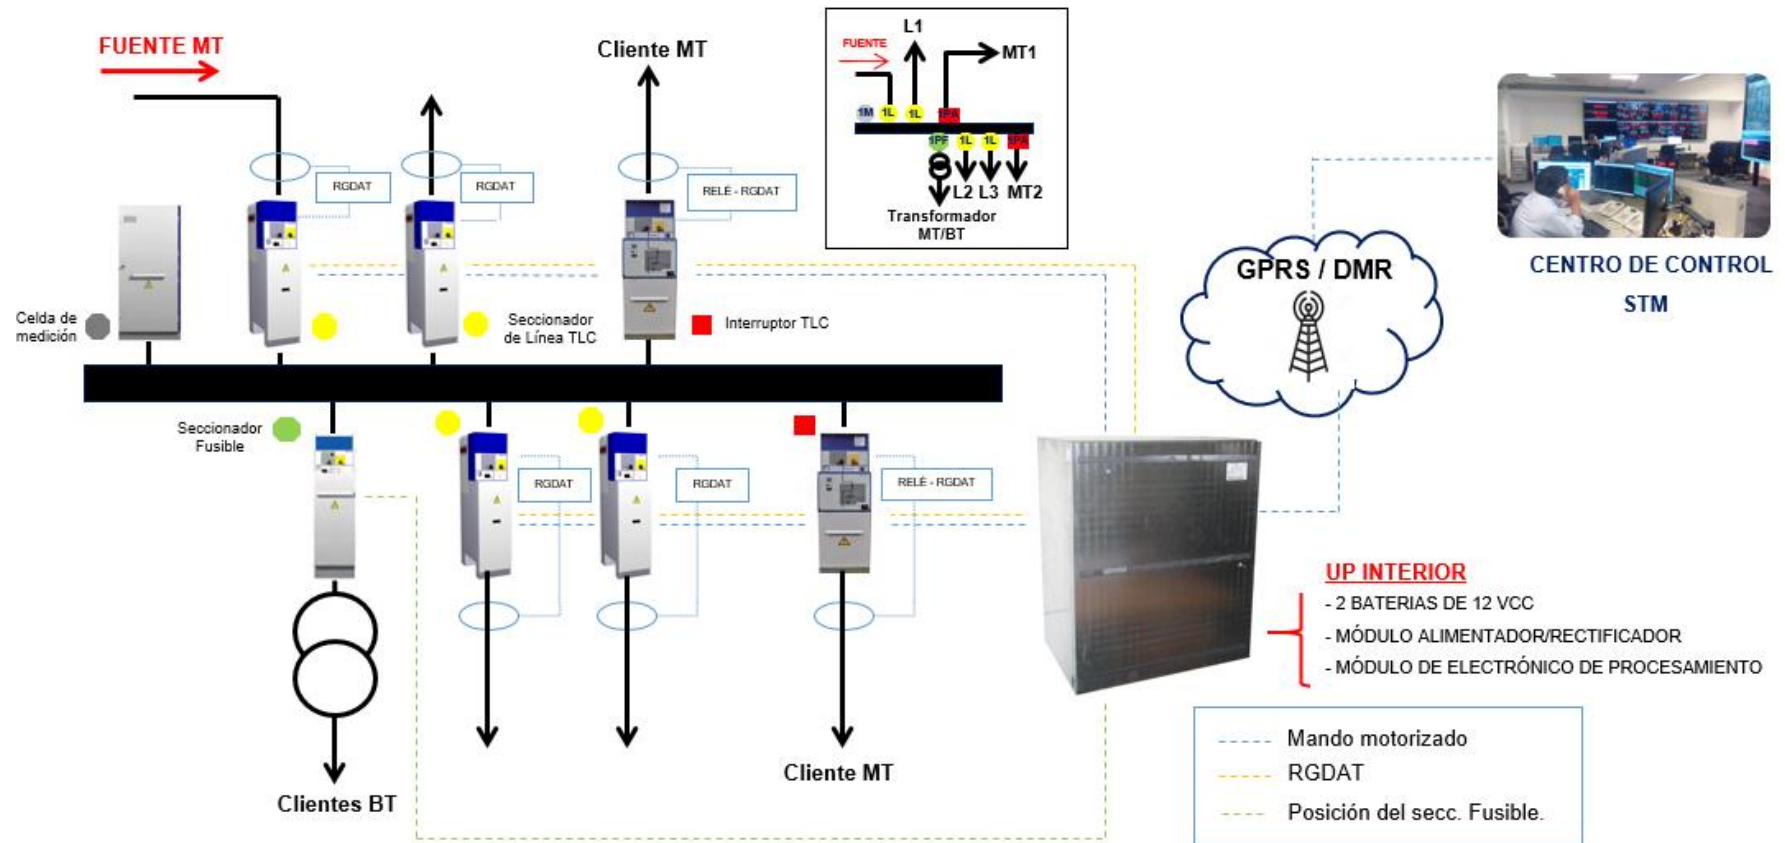 FUENTE MT
Cliente MT
L1
FUENTE
MT1
1M
1L
1L
1PA
1PF
1L
1L
1PA
L2
L3
MT2
Transformador
MT/BT
RGDAT
RGDAT
RELÉ - RGDAT
GPRS / DMR
CENTRO DE CONTROL
STM
Celda de
medición
Seccionador
de Línea TLC
Interruptor TLC
Seccionador
Fusible
RGDAT
RGDAT
RELÉ - RGDAT
UP INTERIOR
- 2 BATERIAS DE 12 VCC
- MÓDULO ALIMENTADOR/RECTIFICADOR
- MÓDULO DE ELECTRÓNICO DE PROCESAMIENTO
Clientes BT
Cliente MT
Mando motorizado
RGDAT
Posición del secc. Fusible.